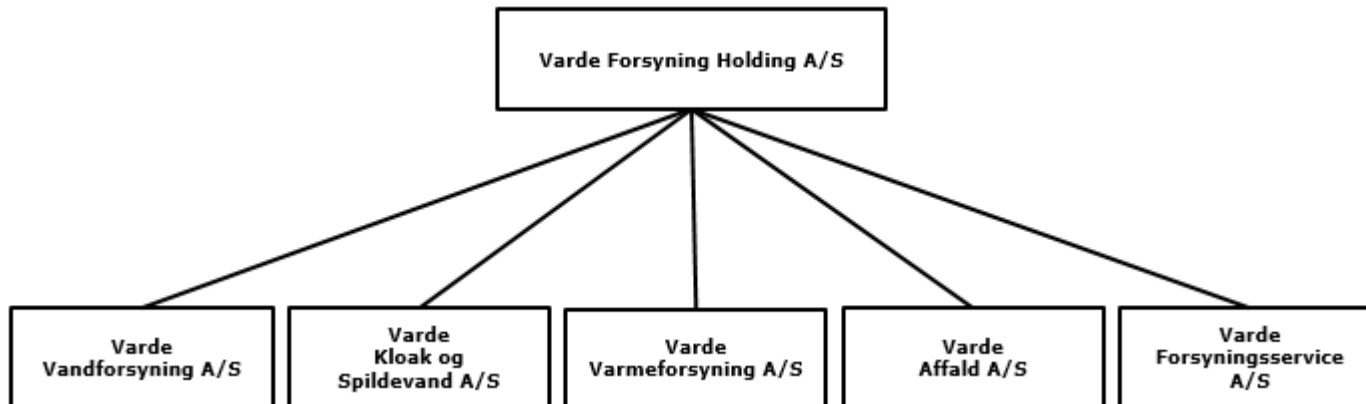 Varde Forsyning Holding A/S
Varde
Vandforsyning A/S
Varde
Kloak og
Spildevand A/S
Varde
Varmeforsyning A/S
Varde
Affald A/S
Varde
Forsyningsservice
A/S